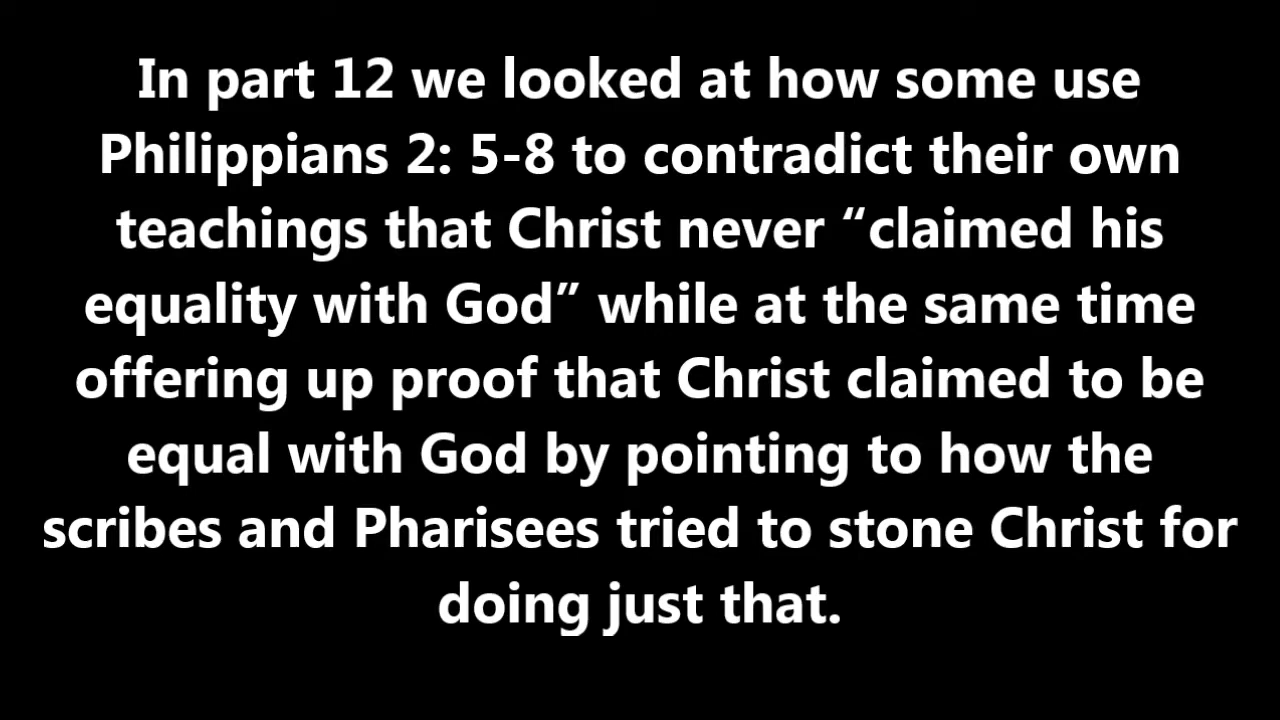 In part 12 we looked at how some use
Philippians 2: 5-8 to contradict their own
teachings that Christ never “claimed his
equality with God” while at the same time
offering up proof that Christ claimed to be
equal with God by pointing to how the
scribes and Pharisees tried to stone Christ for
doing just that.